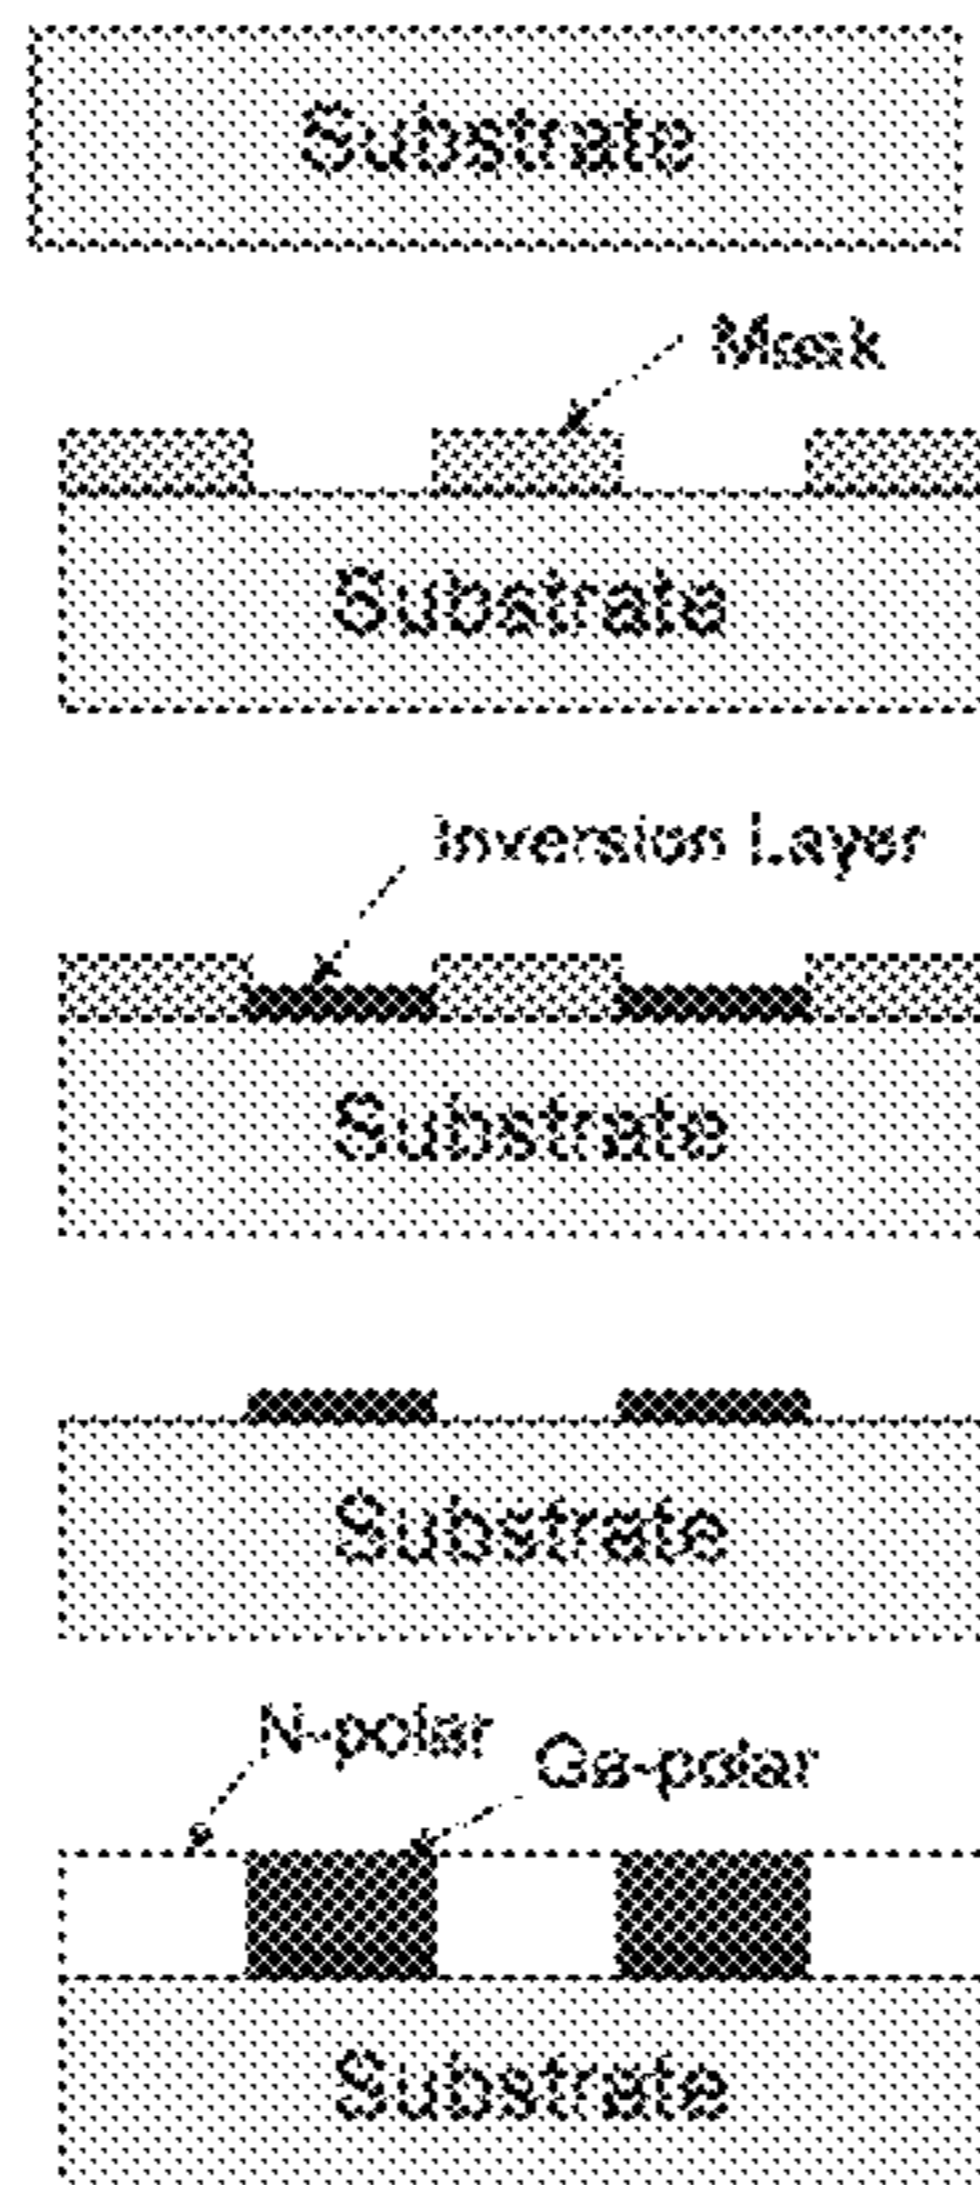 Substrate
Mask
Substrate
Inversion Layer
Substrate
Substrate
N-polar
Ga-polar
Substrate